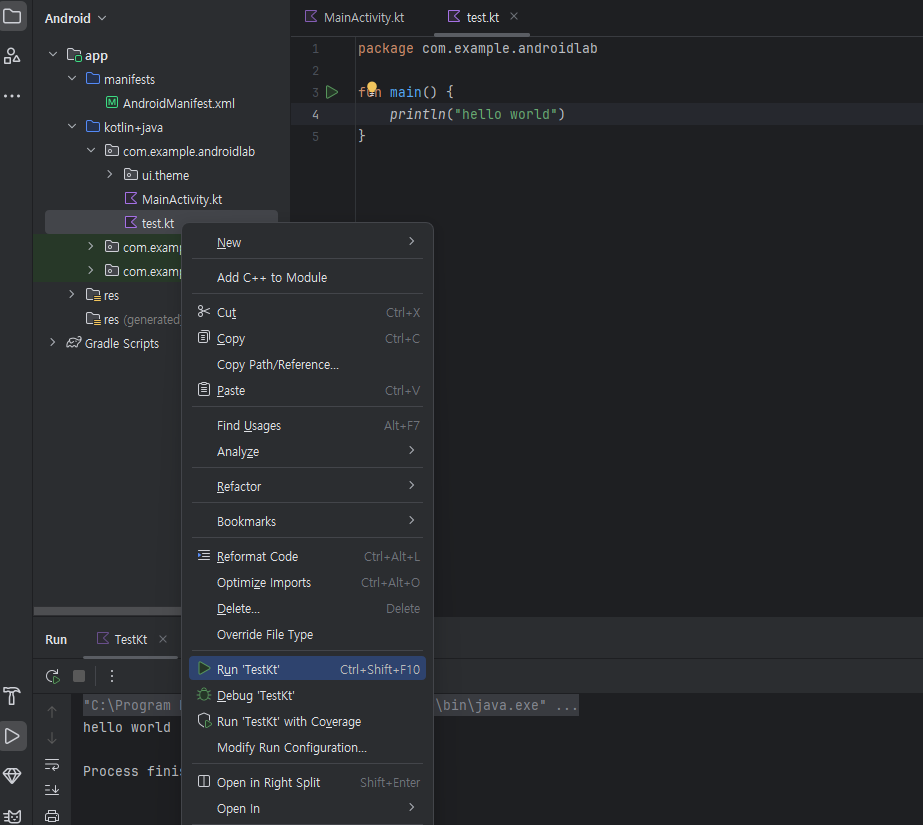 Android
MainActivity.kt
test.kt
app
manifests
AndroidManifest.xml
kotlin+java
com.example.androidlab
ui.theme
MainActivity.kt
test.kt
com.examp
com.examp
res
res (generated)
Gradle Scripts
1 package com.example.androidlab
2
3 fun main() {
4 println("hello world")
5 }
New
Add C++ to Module
Cut Ctrl+X
Copy Ctrl+C
Copy Path/Reference...
Paste Ctrl+V
Find Usages Alt+F7
Analyze
Refactor
Bookmarks
Reformat Code Ctrl+Alt+L
Optimize Imports Ctrl+Alt+O
Delete... Delete
Override File Type
Run 'TestKt' Ctrl+Shift+F10
Debug 'TestKt'
Run 'TestKt' with Coverage
Modify Run Configuration...
Open in Right Split Shift+Enter
Open In
Run
TestKt
"C:\Program \bin\java.exe" ...
hello world
Process finis